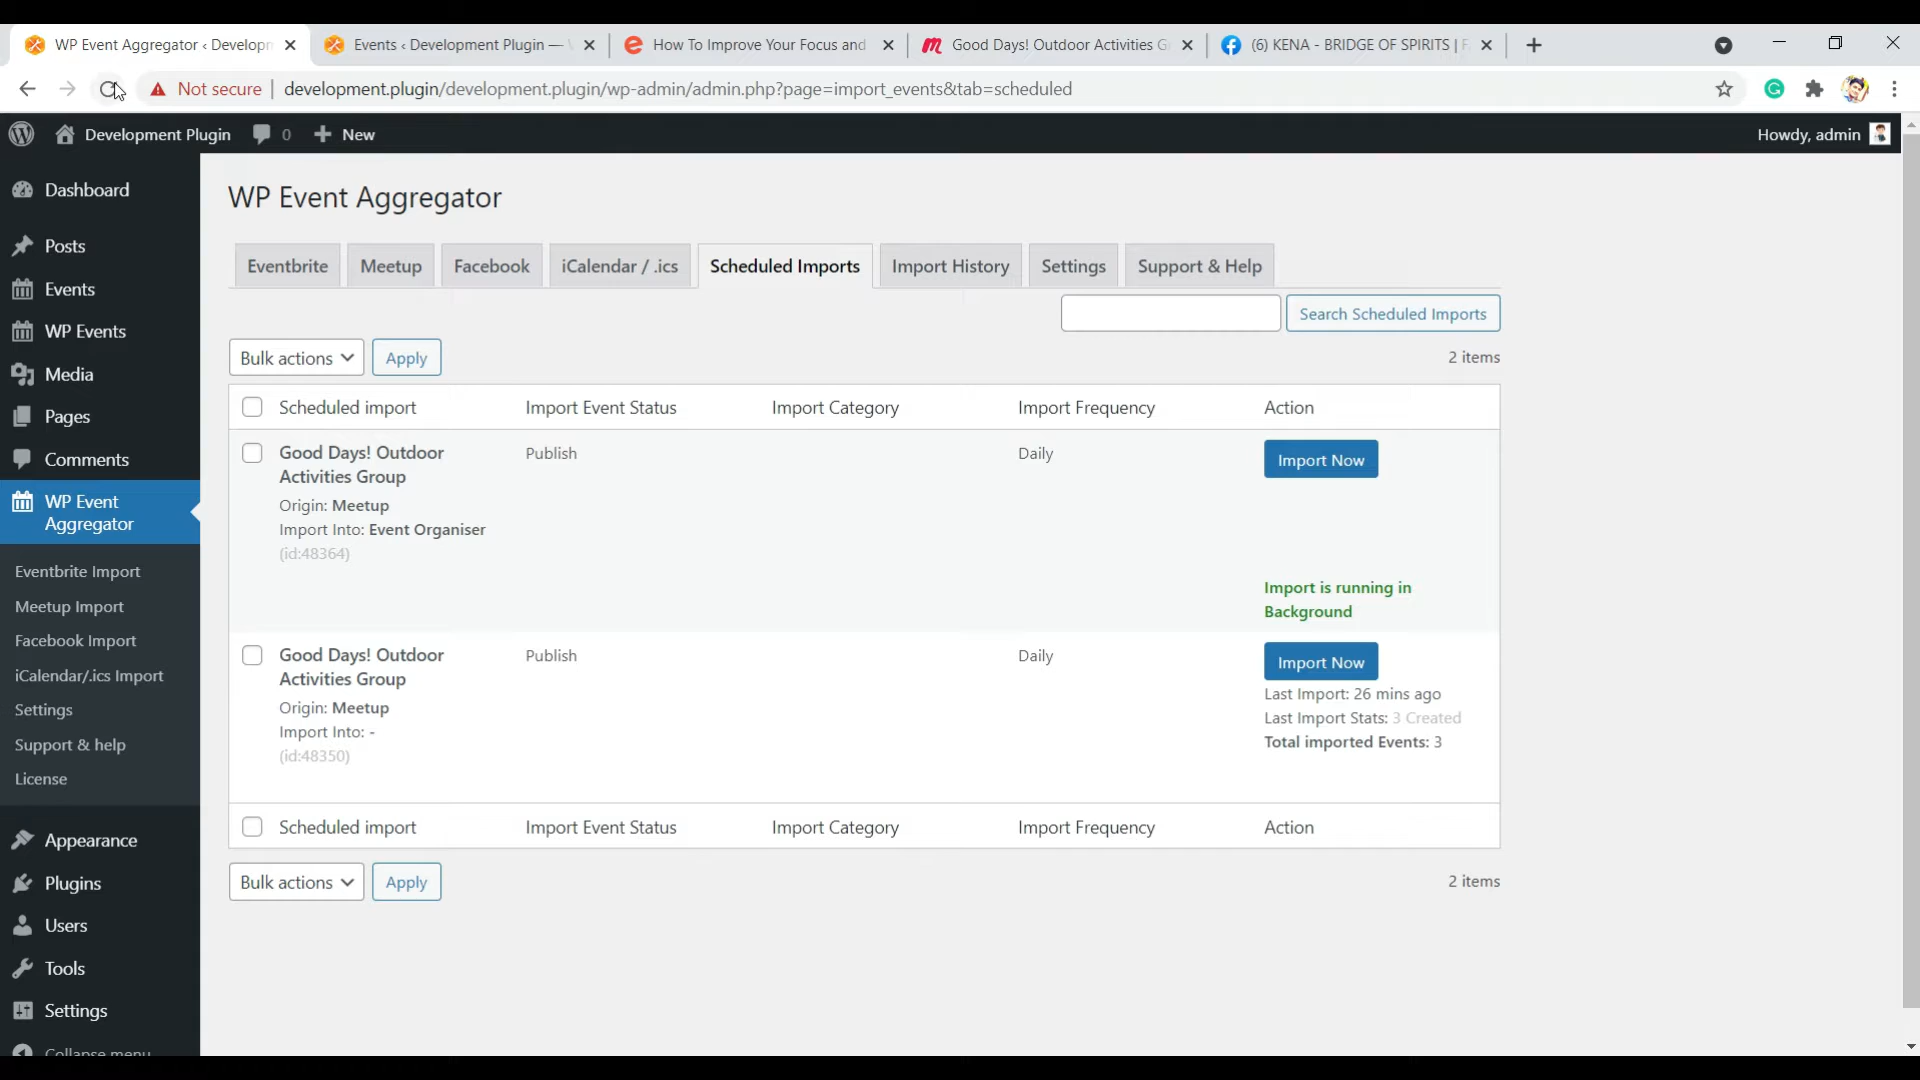 WP Event Aggregator ‹ Develop
Events ‹ Development Plugin —
How To Improve Your Focus and
Good Days! Outdoor Activities G
(6) KENA - BRIDGE OF SPIRITS | F
Not secure
development.plugin/development.plugin/wp-admin/admin.php?page=import_events&tab=scheduled
Development Plugin
0
New
Howdy, admin
Dashboard
Posts
Events
WP Events
Media
Pages
Comments
WP Event
Aggregator
Eventbrite Import
Meetup Import
Facebook Import
iCalendar/.ics Import
Settings
Support & help
License
Appearance
Plugins
Users
Tools
Settings
Collapse menu
WP Event Aggregator
Eventbrite
Meetup
Facebook
iCalendar / .ics
Scheduled Imports
Import History
Settings
Support & Help
Search Scheduled Imports
Bulk actions
Apply
2 items
Scheduled import
Import Event Status
Import Category
Import Frequency
Action
Good Days! Outdoor
Activities Group
Origin: Meetup
Import Into: Event Organiser
(id:48364)
Publish
Daily
Import Now
Import is running in
Background
Good Days! Outdoor
Activities Group
Origin: Meetup
Import Into: -
(id:48350)
Publish
Daily
Import Now
Last Import: 26 mins ago
Last Import Stats: 3 Created
Total imported Events: 3
Scheduled import
Import Event Status
Import Category
Import Frequency
Action
Bulk actions
Apply
2 items